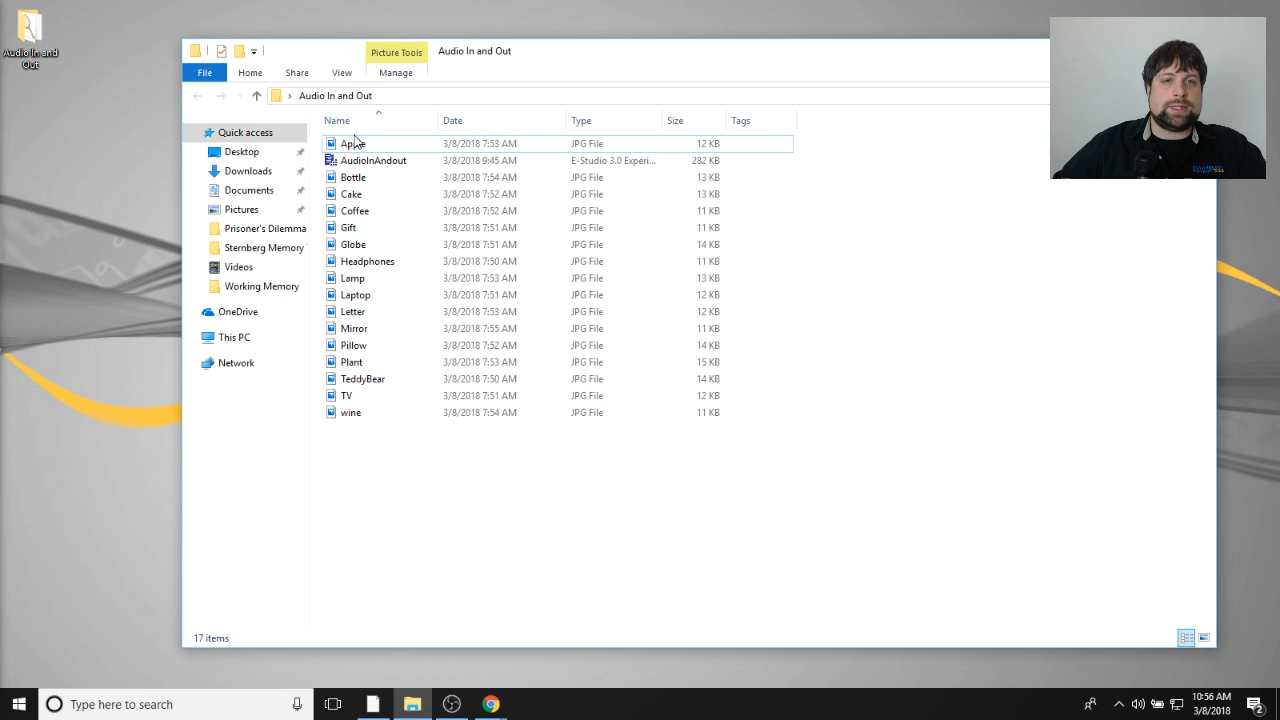 Audio In and Out
Picture Tools Audio In and Out
File Home Share View Manage
Audio In and Out
Name Date Type Size Tags
Quick access
Desktop
Downloads
Documents
Pictures
Prisoner's Dilemma
Sternberg Memory
Videos
Working Memory
OneDrive
This PC
Network
Apple 3/8/2018 7:53 AM JPG File 12 KB
AudioInAndout 3/8/2018 9:45 AM E-Studio 3.0 Experi... 282 KB
Bottle 3/8/2018 7:54 AM JPG File 13 KB
Cake 3/8/2018 7:52 AM JPG File 13 KB
Coffee 3/8/2018 7:52 AM JPG File 11 KB
Gift 3/8/2018 7:51 AM JPG File 11 KB
Globe 3/8/2018 7:51 AM JPG File 14 KB
Headphones 3/8/2018 7:50 AM JPG File 11 KB
Lamp 3/8/2018 7:53 AM JPG File 13 KB
Laptop 3/8/2018 7:51 AM JPG File 12 KB
Letter 3/8/2018 7:53 AM JPG File 12 KB
Mirror 3/8/2018 7:55 AM JPG File 11 KB
Pillow 3/8/2018 7:52 AM JPG File 14 KB
Plant 3/8/2018 7:53 AM JPG File 15 KB
TeddyBear 3/8/2018 7:50 AM JPG File 14 KB
TV 3/8/2018 7:51 AM JPG File 12 KB
wine 3/8/2018 7:54 AM JPG File 11 KB
17 items
Type here to search
10:56 AM
3/8/2018
2